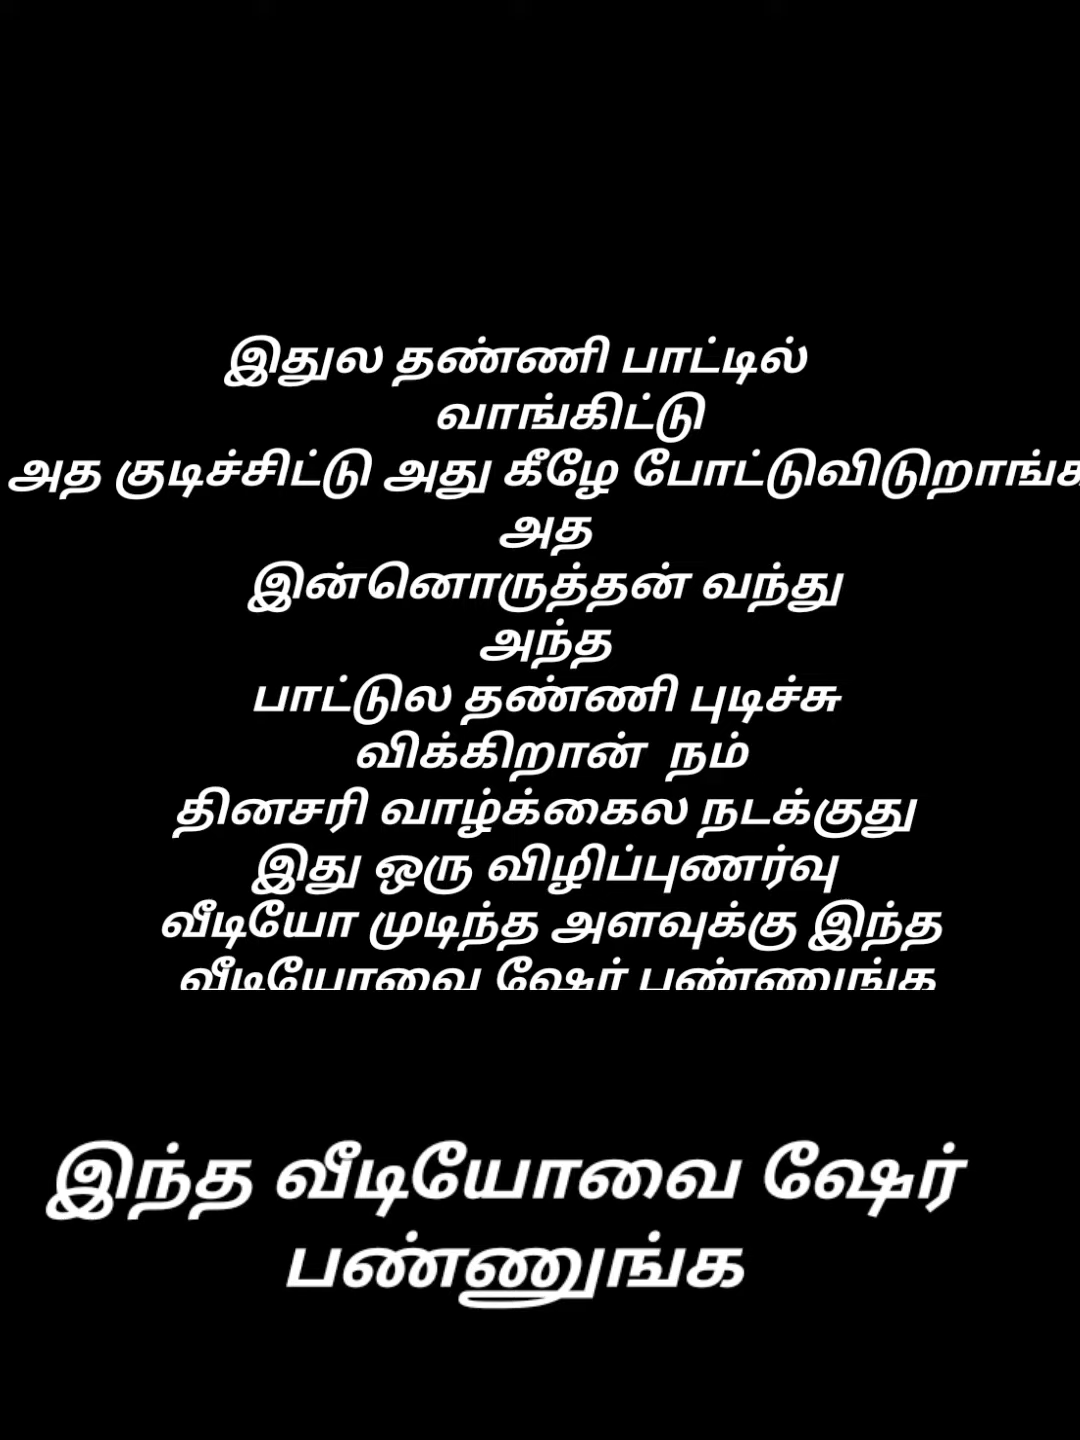 இதுல தண்ணி பாட்டில்
வாங்கிட்டு
அத குடிச்சிட்டு அது கீழே போட்டுவிடுறாங்க
அத
இன்னொருத்தன் வந்து
அந்த
பாட்டுல தண்ணி புடிச்சு
விக்கிறான் நம்
தினசரி வாழ்க்கைல நடக்குது
இது ஒரு விழிப்புணர்வு
வீடியோ முடிந்த அளவுக்கு இந்த
வீடியோவை ஷேர் பண்ணுங்க
இந்த வீடியோவை ஷேர்
பண்ணுங்க